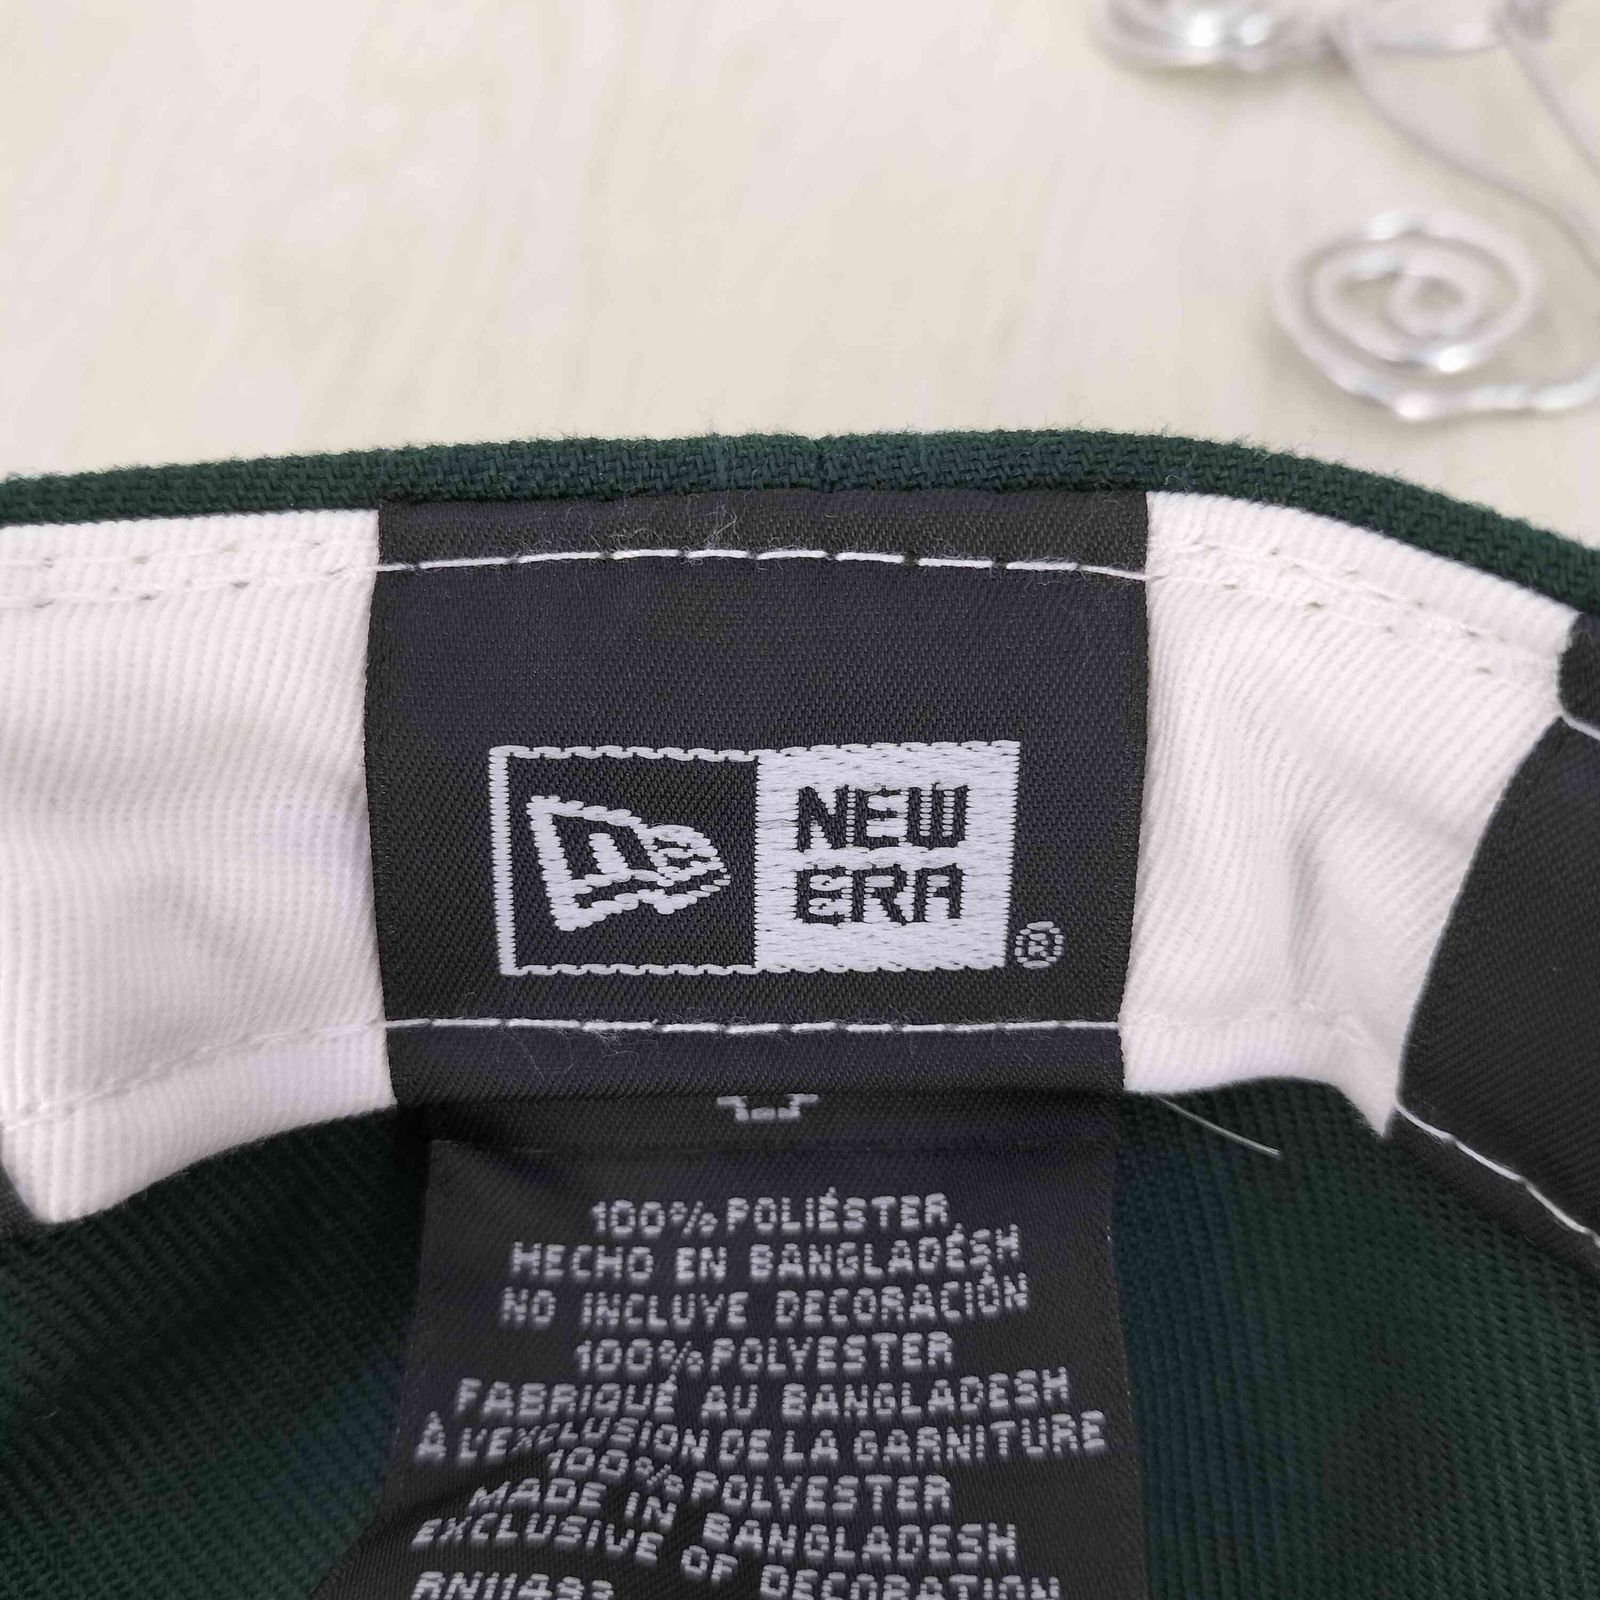 NEW
ERA
®
100% POLIÉSTER
HECHO EN BANGLADÉSH
NO INCLUYE DECORACIÓN
100% POLYESTER
FABRIQUÉ AU BANGLADESH
À L'EXCLUSION DE LA GARNITURE
100% POLYESTER
MADE IN BANGLADESH
EXCLUSIVE OF DECORATION